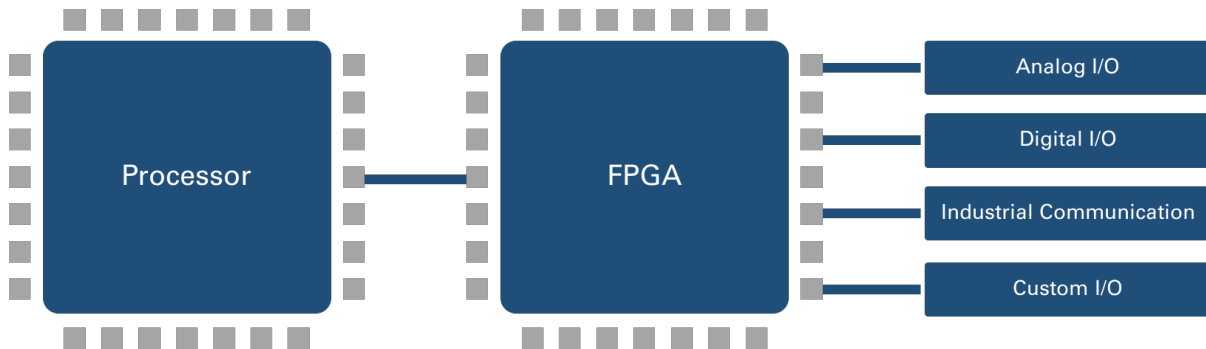 Processor
FPGA
Analog I/O
Digital I/O
Industrial Communication
Custom I/O